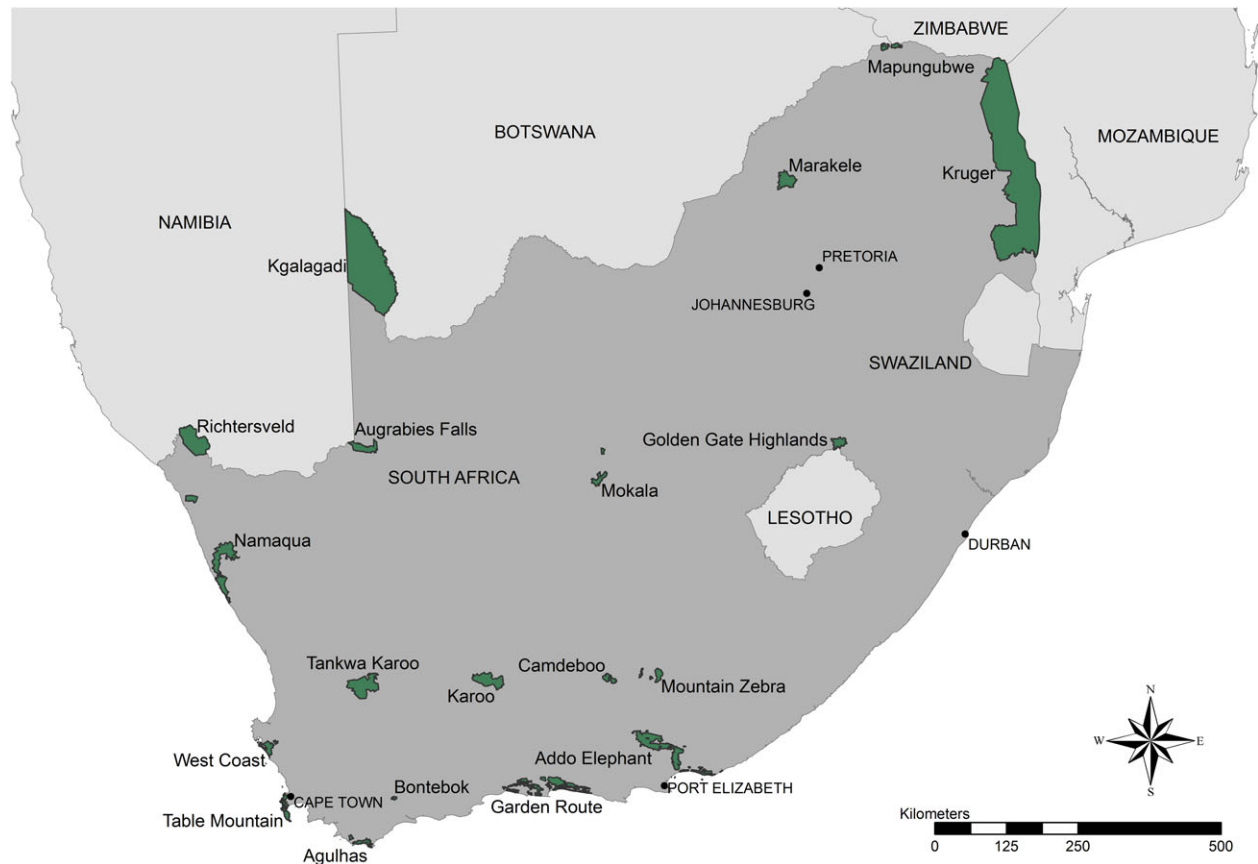 ZIMBABWE
Mapungubwe
BOTSWANA
MOZAMBIQUE
Marakele
Kruger
NAMIBIA
Kgalagadi
PRETORIA
JOHANNESBURG
SWAZILAND
Richtersveld
Augrabies Falls
Golden Gate Highlands
SOUTH AFRICA
Mokala
LESOTHO
Namaqua
DURBAN
Tankwa Karoo
Camdeboo
Karoo
Mountain Zebra
N
W
E
S
West Coast
Addo Elephant
Bontebok
PORT ELIZABETH
CAPE TOWN
Garden Route
Table Mountain
Agulhas
Kilometers
0 125 250 500